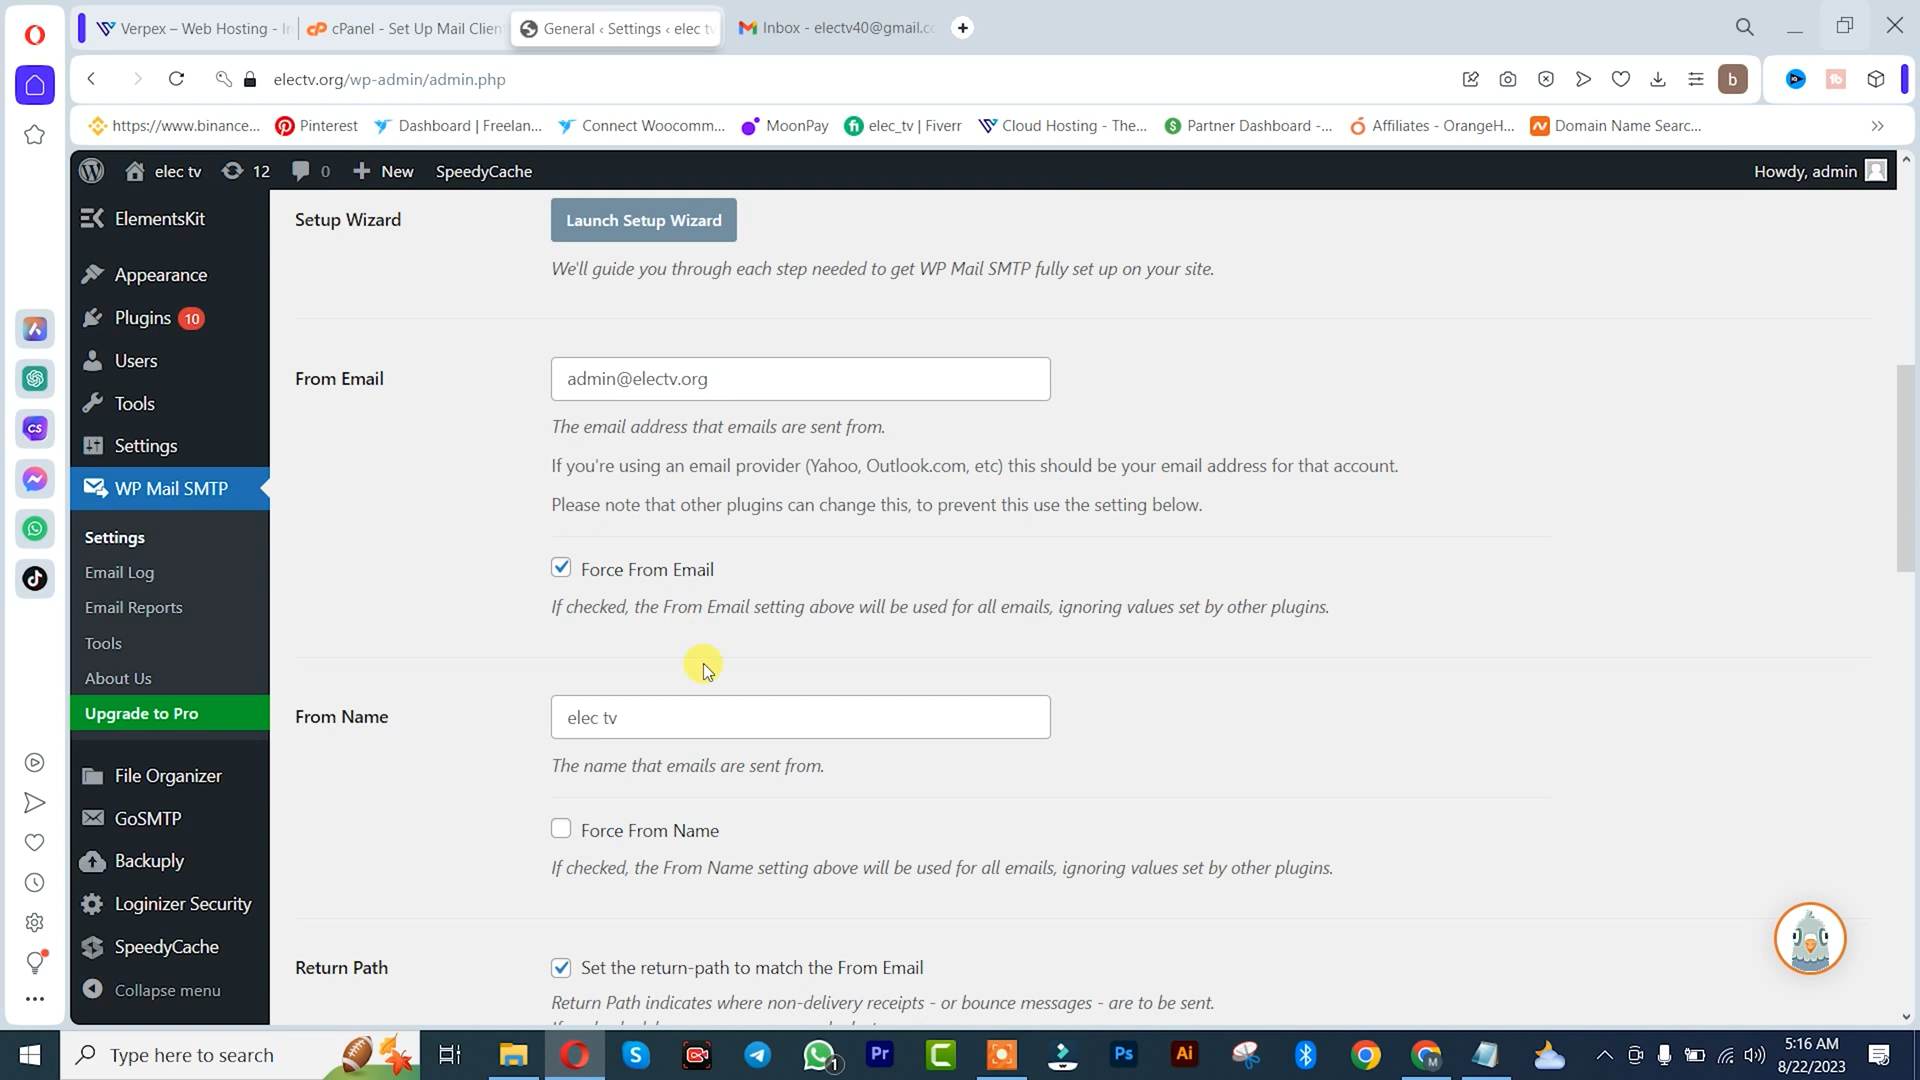 Verpex – Web Hosting - In
cPanel - Set Up Mail Clien
General ‹ Settings ‹ elec tv
Inbox - electv40@gmail.co
electv.org/wp-admin/admin.php
b
https://www.binance...
Pinterest
Dashboard | Freelan...
Connect Woocomm...
MoonPay
elec_tv | Fiverr
Cloud Hosting - The...
Partner Dashboard -...
Affiliates - OrangeH...
Domain Name Searc...
elec tv
12
0
New
SpeedyCache
Howdy, admin
ElementsKit
Appearance
Plugins 10
Users
Tools
Settings
WP Mail SMTP
Settings
Email Log
Email Reports
Tools
About Us
Upgrade to Pro
File Organizer
GoSMTP
Backuply
Loginizer Security
SpeedyCache
Collapse menu
Setup Wizard
Launch Setup Wizard
We'll guide you through each step needed to get WP Mail SMTP fully set up on your site.
From Email
admin@electv.org
The email address that emails are sent from.
If you're using an email provider (Yahoo, Outlook.com, etc) this should be your email address for that account.
Please note that other plugins can change this, to prevent this use the setting below.
Force From Email
If checked, the From Email setting above will be used for all emails, ignoring values set by other plugins.
From Name
elec tv
The name that emails are sent from.
Force From Name
If checked, the From Name setting above will be used for all emails, ignoring values set by other plugins.
Return Path
Set the return-path to match the From Email
Return Path indicates where non-delivery receipts - or bounce messages - are to be sent.
CS
Type here to search
1
Pr
Ps
Ai
M
5:16 AM
8/22/2023